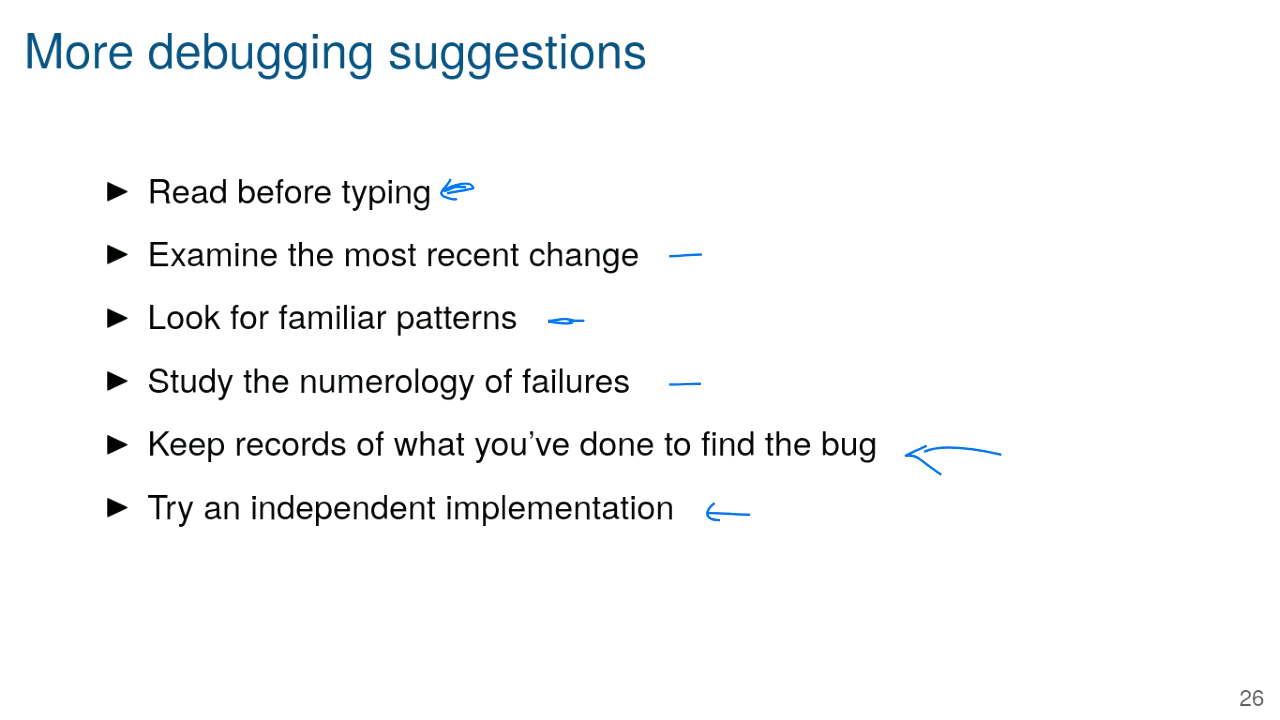 More debugging suggestions
▶ Read before typing
▶ Examine the most recent change
▶ Look for familiar patterns
▶ Study the numerology of failures
▶ Keep records of what you've done to find the bug
▶ Try an independent implementation
26